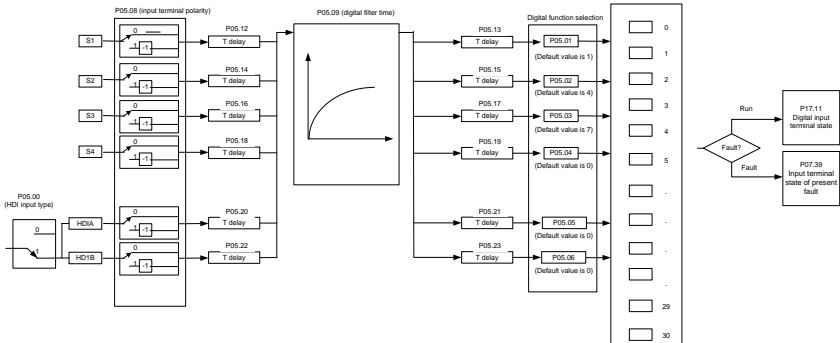 P05.08 (input terminal polarity)
P05.09 (digital filter time)
Digital function selection
S1
0
1
-1
P05.12
T delay
P05.13
T delay
P05.01
(Default value is 1)
S2
0
1
-1
P05.14
T delay
P05.15
T delay
P05.02
(Default value is 4)
S3
0
1
-1
P05.16
T delay
P05.17
T delay
P05.03
(Default value is 7)
S4
0
1
-1
P05.18
T delay
P05.19
T delay
P05.04
(Default value is 0)
P05.00
(HDI input type)
0
1
HDIA
0
1
-1
P05.20
T delay
P05.21
T delay
P05.05
(Default value is 0)
HD1B
0
1
-1
P05.22
T delay
P05.23
T delay
P05.06
(Default value is 0)
0
1
2
3
4
5
.
.
.
.
29
30
Fault?
Run
Fault
P17.11
Digital input
terminal state
P07.39
Input terminal
state of present
fault